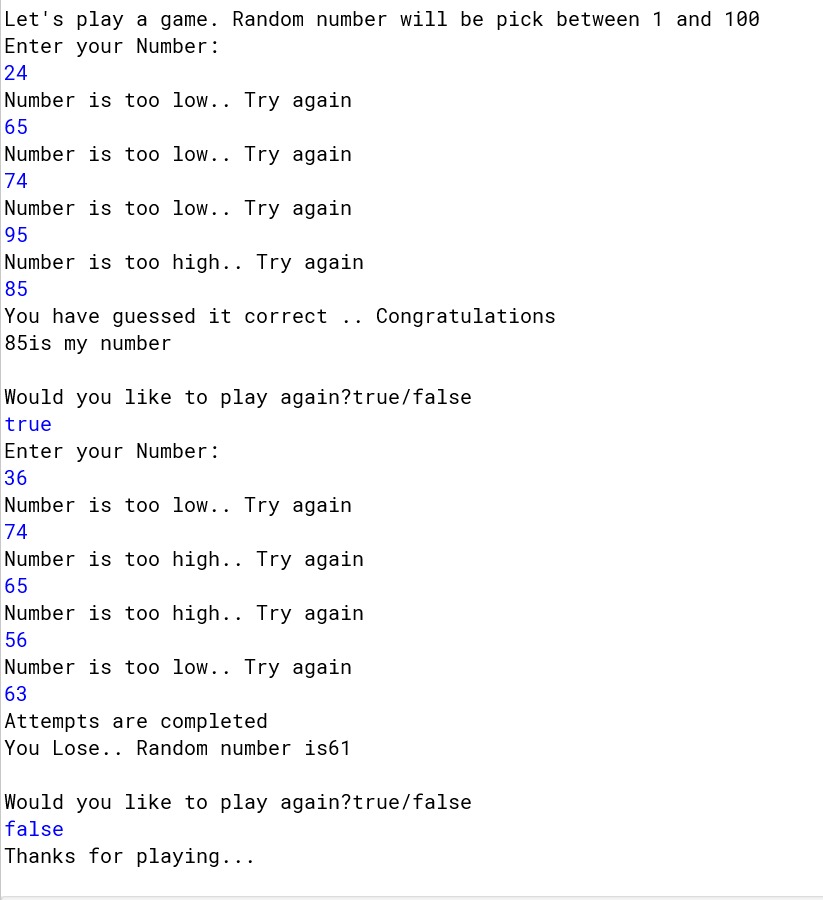 Let's play a game. Random number will be pick between 1 and 100
Enter your Number:
24
Number is too low.. Try again
65
Number is too low.. Try again
74
Number is too low.. Try again
95
Number is too high.. Try again
85
You have guessed it correct .. Congratulations
85is my number
Would you like to play again?true/false
true
Enter your Number:
36
Number is too low.. Try again
74
Number is too high.. Try again
65
Number is too high.. Try again
56
Number is too low.. Try again
63
Attempts are completed
You Lose.. Random number is61
Would you like to play again?true/false
false
Thanks for playing...